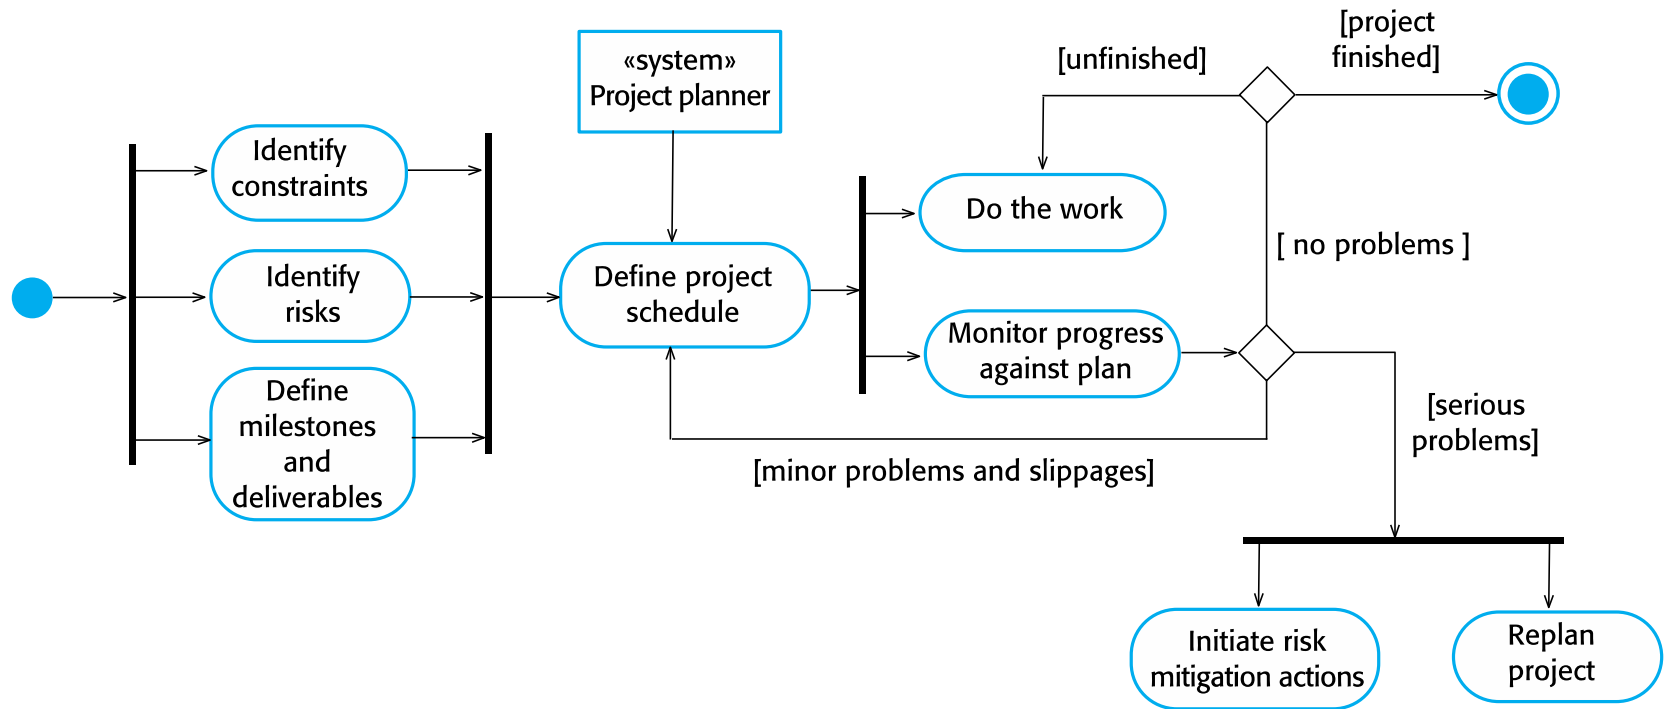 «system»
Project planner
Identify
constraints
Identify
risks
Define
milestones
and
deliverables
Define project
schedule
[unfinished]
[project
finished]
Do the work
[ no problems ]
Monitor progress
against plan
[minor problems and slippages]
[serious
problems]
Initiate risk
mitigation actions
Replan
project